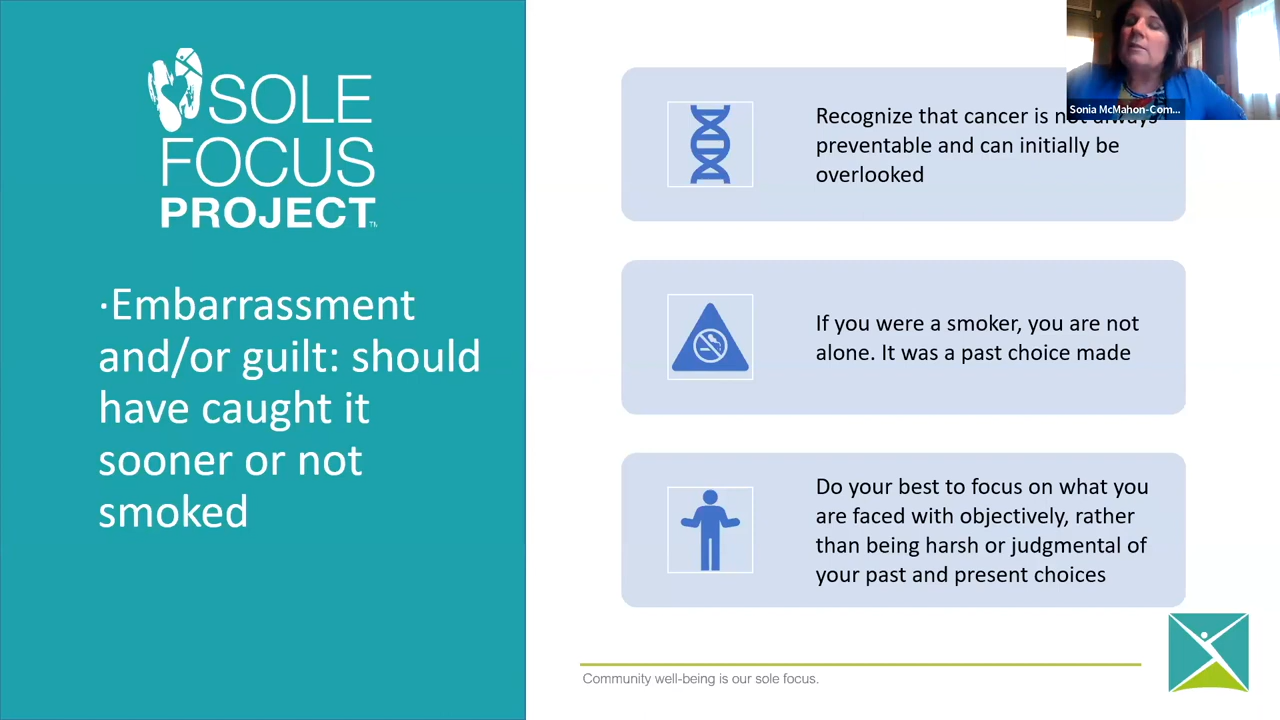 SOLE
FOCUS
PROJECT™
·Embarrassment
and/or guilt: should
have caught it
sooner or not
smoked
Recognize that cancer is not always
preventable and can initially be
overlooked
If you were a smoker, you are not
alone. It was a past choice made
Do your best to focus on what you
are faced with objectively, rather
than being harsh or judgmental of
your past and present choices
Community well-being is our sole focus.
Sonia McMahon-Com...